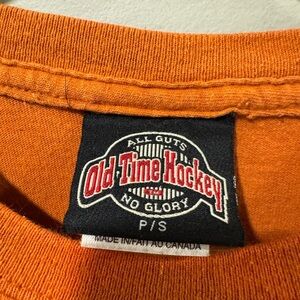 ALL GUTS
Old Time Hockey
NO GLORY
P/S
MADE IN/FAIT AU CANADA